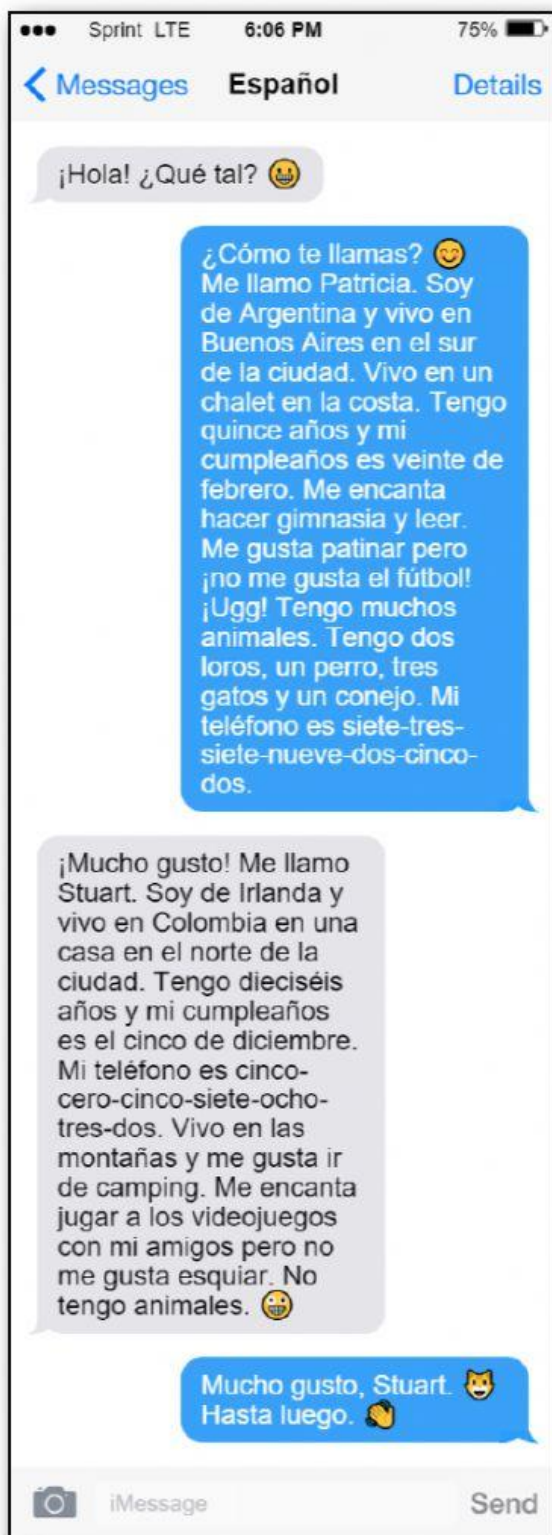 Sprint LTE 6:06 PM 75%
Messages Español Details
¡Hola! ¿Qué tal? 😀
¿Cómo te llamas? 😊
Me llamo Patricia. Soy
de Argentina y vivo en
Buenos Aires en el sur
de la ciudad. Vivo en un
chalet en la costa. Tengo
quince años y mi
cumpleaños es veinte de
febrero. Me encanta
hacer gimnasia y leer.
Me gusta patinar pero
¡no me gusta el fútbol!
¡Ugg! Tengo muchos
animales. Tengo dos
loros, un perro, tres
gatos y un conejo. Mi
teléfono es siete-tres-
siete-nueve-dos-cinco-
dos.
¡Mucho gusto! Me llamo
Stuart. Soy de Irlanda y
vivo en Colombia en una
casa en el norte de la
ciudad. Tengo dieciséis
años y mi cumpleaños
es el cinco de diciembre.
Mi teléfono es cinco-
cero-cinco-siete-ocho-
tres-dos. Vivo en las
montañas y me gusta ir
de camping. Me encanta
jugar a los videojuegos
con mi amigos pero no
me gusta esquiar. No
tengo animales. 😀
Mucho gusto, Stuart. 😺
Hasta luego. 👏
iMessage Send